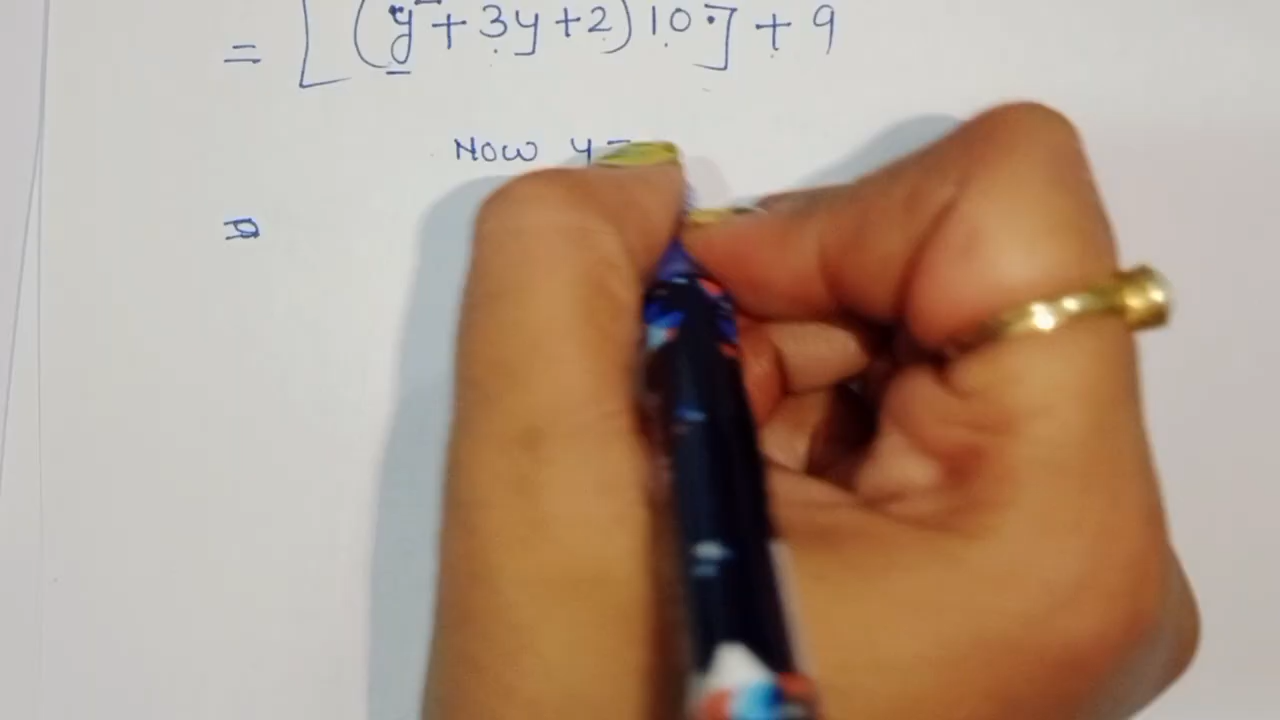 = [(y²+3y+2)10] + 9
Now y =
=